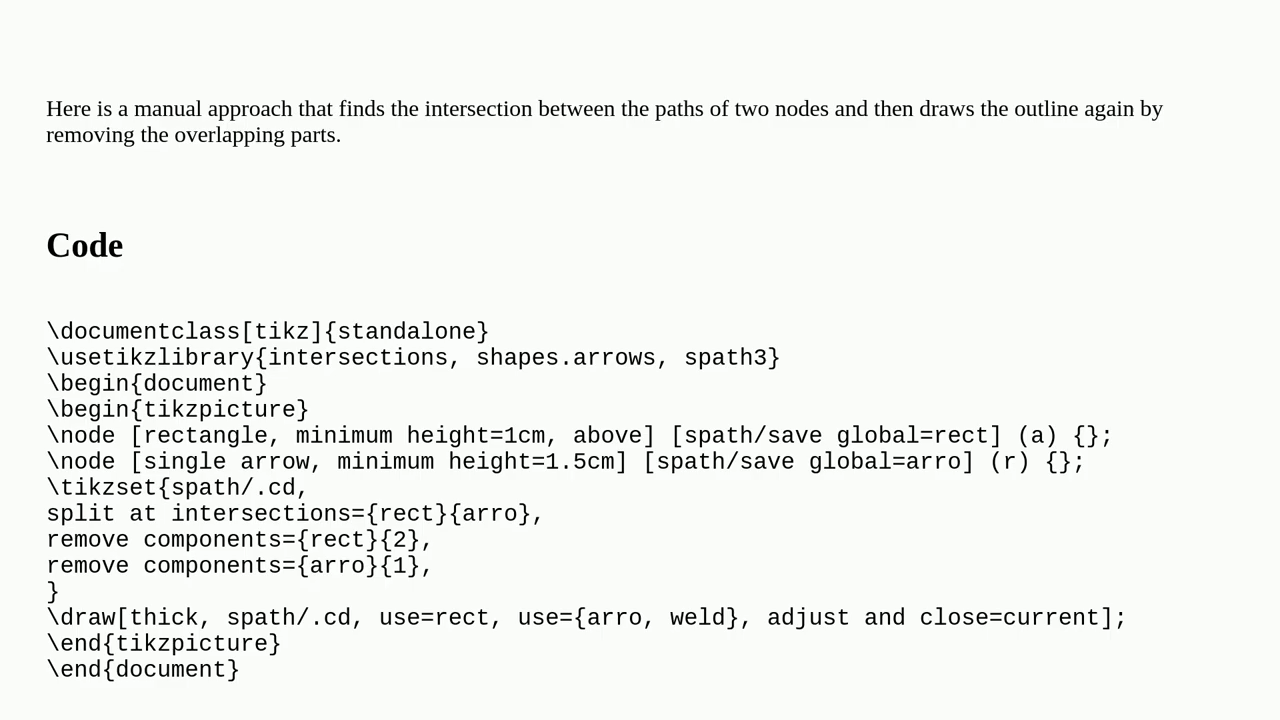 Here is a manual approach that finds the intersection between the paths of two nodes and then draws the outline again by
removing the overlapping parts.
Code
\documentclass[tikz]{standalone}
\usetikzlibrary{intersections, shapes.arrows, spath3}
\begin{document}
\begin{tikzpicture}
\node [rectangle, minimum height=1cm, above] [spath/save global=rect] (a) {};
\node [single arrow, minimum height=1.5cm] [spath/save global=arro] (r) {};
\tikzset{spath/.cd,
split at intersections={rect}{arro},
remove components={rect}{2},
remove components={arro}{1},
}
\draw[thick, spath/.cd, use=rect, use={arro, weld}, adjust and close=current];
\end{tikzpicture}
\end{document}